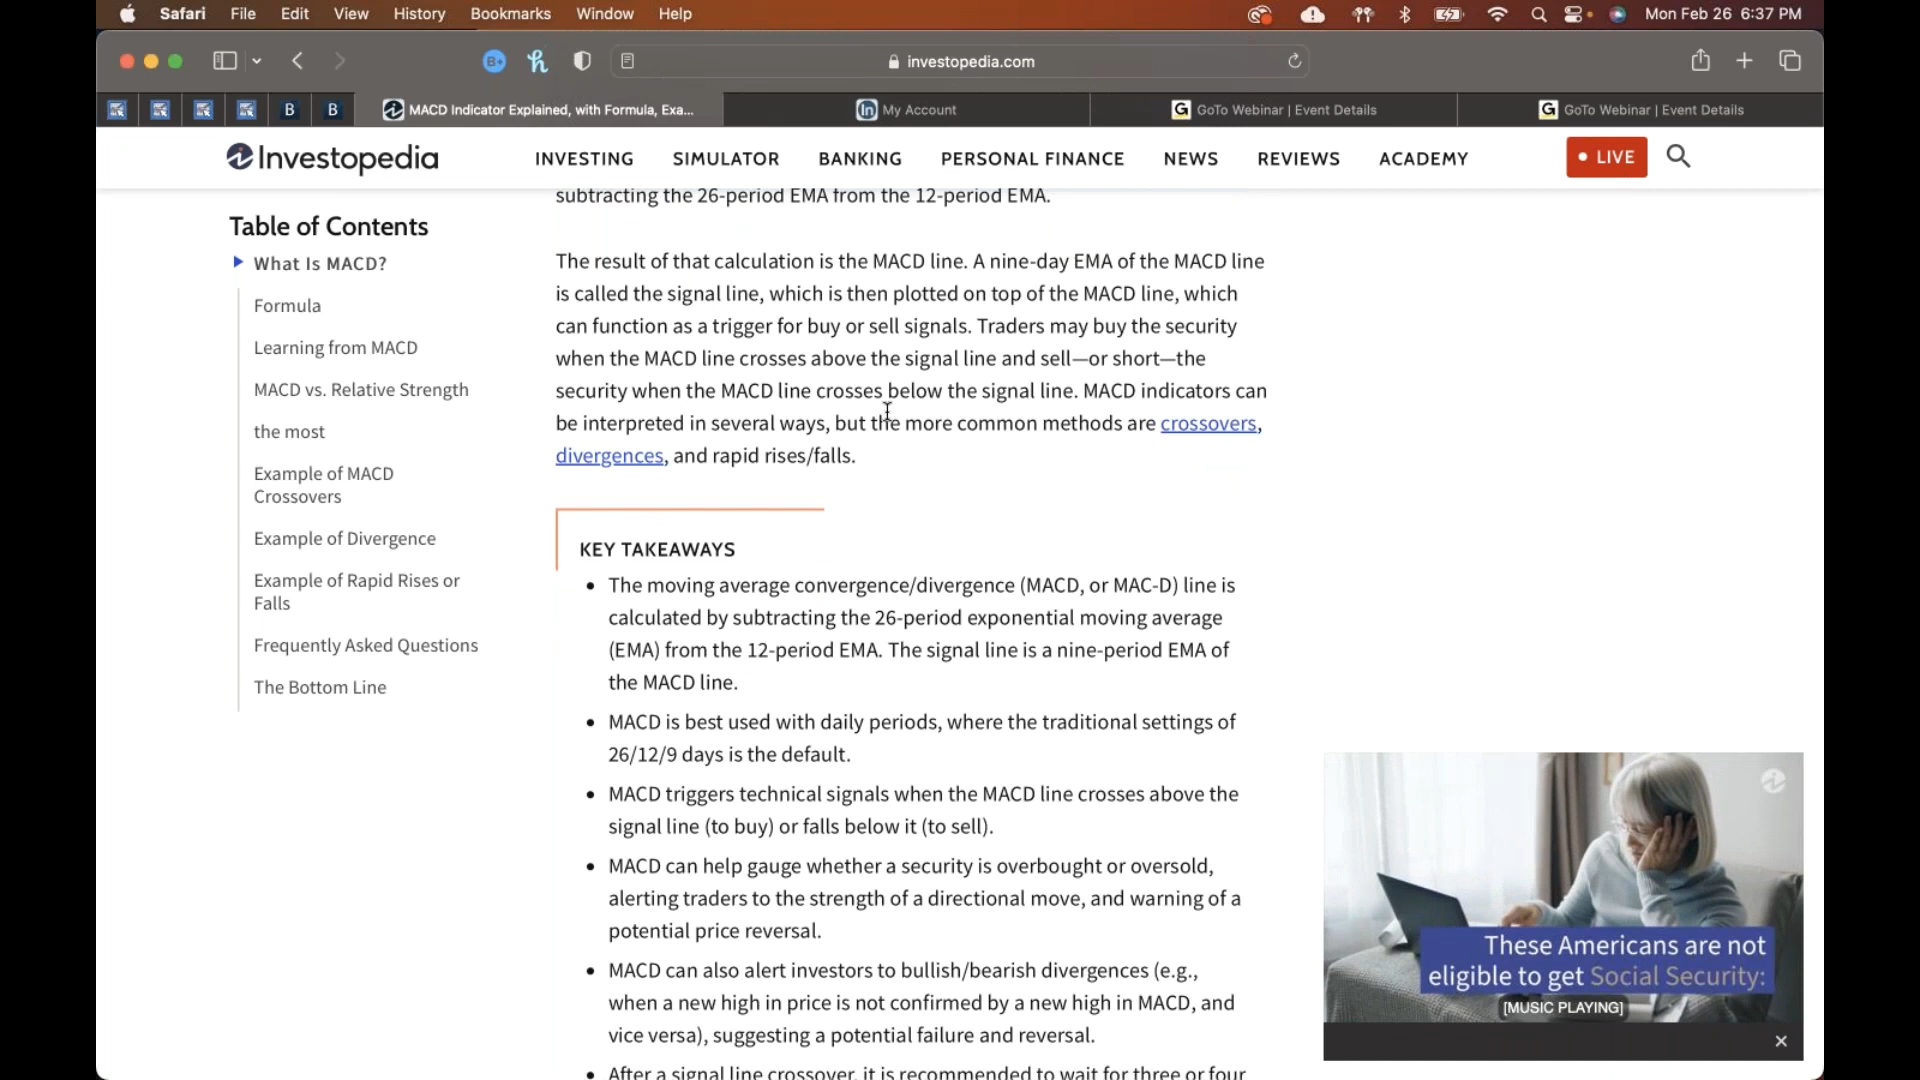 Safari File Edit View History Bookmarks Window Help Mon Feb 26 6:37 PM
investopedia.com
B B MACD Indicator Explained, with Formula, Exa... My Account GoTo Webinar | Event Details GoTo Webinar | Event Details
Investopedia INVESTING SIMULATOR BANKING PERSONAL FINANCE NEWS REVIEWS ACADEMY LIVE
Table of Contents
What Is MACD?
Formula
Learning from MACD
MACD vs. Relative Strength
the most
Example of MACD
Crossovers
Example of Divergence
Example of Rapid Rises or
Falls
Frequently Asked Questions
The Bottom Line
subtracting the 26-period EMA from the 12-period EMA.
The result of that calculation is the MACD line. A nine-day EMA of the MACD line
is called the signal line, which is then plotted on top of the MACD line, which
can function as a trigger for buy or sell signals. Traders may buy the security
when the MACD line crosses above the signal line and sell—or short—the
security when the MACD line crosses below the signal line. MACD indicators can
be interpreted in several ways, but the more common methods are crossovers,
divergences, and rapid rises/falls.
KEY TAKEAWAYS
• The moving average convergence/divergence (MACD, or MAC-D) line is
calculated by subtracting the 26-period exponential moving average
(EMA) from the 12-period EMA. The signal line is a nine-period EMA of
the MACD line.
• MACD is best used with daily periods, where the traditional settings of
26/12/9 days is the default.
• MACD triggers technical signals when the MACD line crosses above the
signal line (to buy) or falls below it (to sell).
• MACD can help gauge whether a security is overbought or oversold,
alerting traders to the strength of a directional move, and warning of a
potential price reversal.
• MACD can also alert investors to bullish/bearish divergences (e.g.,
when a new high in price is not confirmed by a new high in MACD, and
vice versa), suggesting a potential failure and reversal.
• After a signal line crossover, it is recommended to wait for three or four
These Americans are not
eligible to get Social Security:
[MUSIC PLAYING]